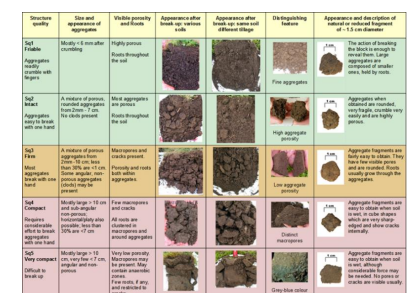 Structure quality
Size and appearance of aggregates
Visible porosity and Roots
Appearance after break-up: various soils
Appearance after break-up: same soil different tillage
Distinguishing feature
Appearance and description of natural or reduced fragment of ~ 1.5 cm diameter
Sq1
Friable
Aggregates readily crumble with fingers
Mostly < 6 mm after crumbling
Highly porous
Roots throughout the soil
Fine aggregates
1 cm
The action of breaking the block is enough to reveal them. Large aggregates are composed of smaller ones, held by roots.
Sq2
Intact
Aggregates easy to break with one hand
A mixture of porous, rounded aggregates from 2mm - 7 cm. No clods present
Most aggregates are porous
Roots throughout the soil
High aggregate porosity
1 cm
Aggregates when obtained are rounded, very fragile, crumble very easily and are highly porous.
Sq3
Firm
Most aggregates break with one hand
A mixture of porous aggregates from 2mm -10 cm; less than 30% are <1 cm. Some angular, non-porous aggregates (clods) may be present
Macropores and cracks present.
Porosity and roots both within aggregates.
Low aggregate porosity
1 cm
Aggregate fragments are fairly easy to obtain. They have few visible pores and are rounded. Roots usually grow through the aggregates.
Sq4
Compact
Requires considerable effort to break aggregates with one hand
Mostly large > 10 cm and sub-angular non-porous. Horizontal/platy also possible; less than 30% are <7 cm
Few macropores and cracks
All roots are clustered in macropores and around aggregates
Distinct macropores
1 cm
Aggregate fragments are easy to obtain when soil is wet, in cube shapes which are very sharp-edged and show cracks internally.
Sq5
Very compact
Difficult to break up
Mostly large > 10 cm, very few < 7 cm, angular and non-porous
Very low porosity. Macropores may be present. May contain anaerobic zones.
Few roots, if any, and restricted to
Grey-blue colour
1 cm
Aggregate fragments are easy to obtain when soil is wet, although considerable force may be needed. No pores or cracks are visible usually.